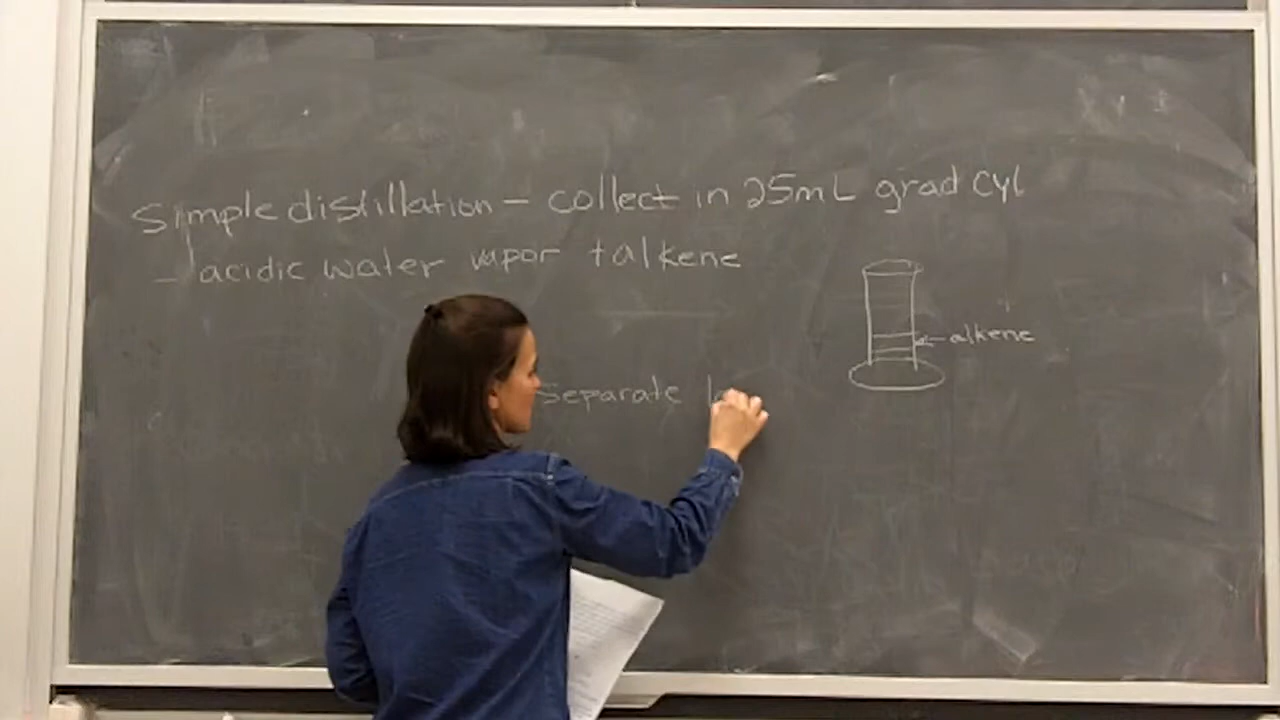 Simple distillation - collect in 25mL grad cyl
- acidic water vapor + alkene
alkene
Separate